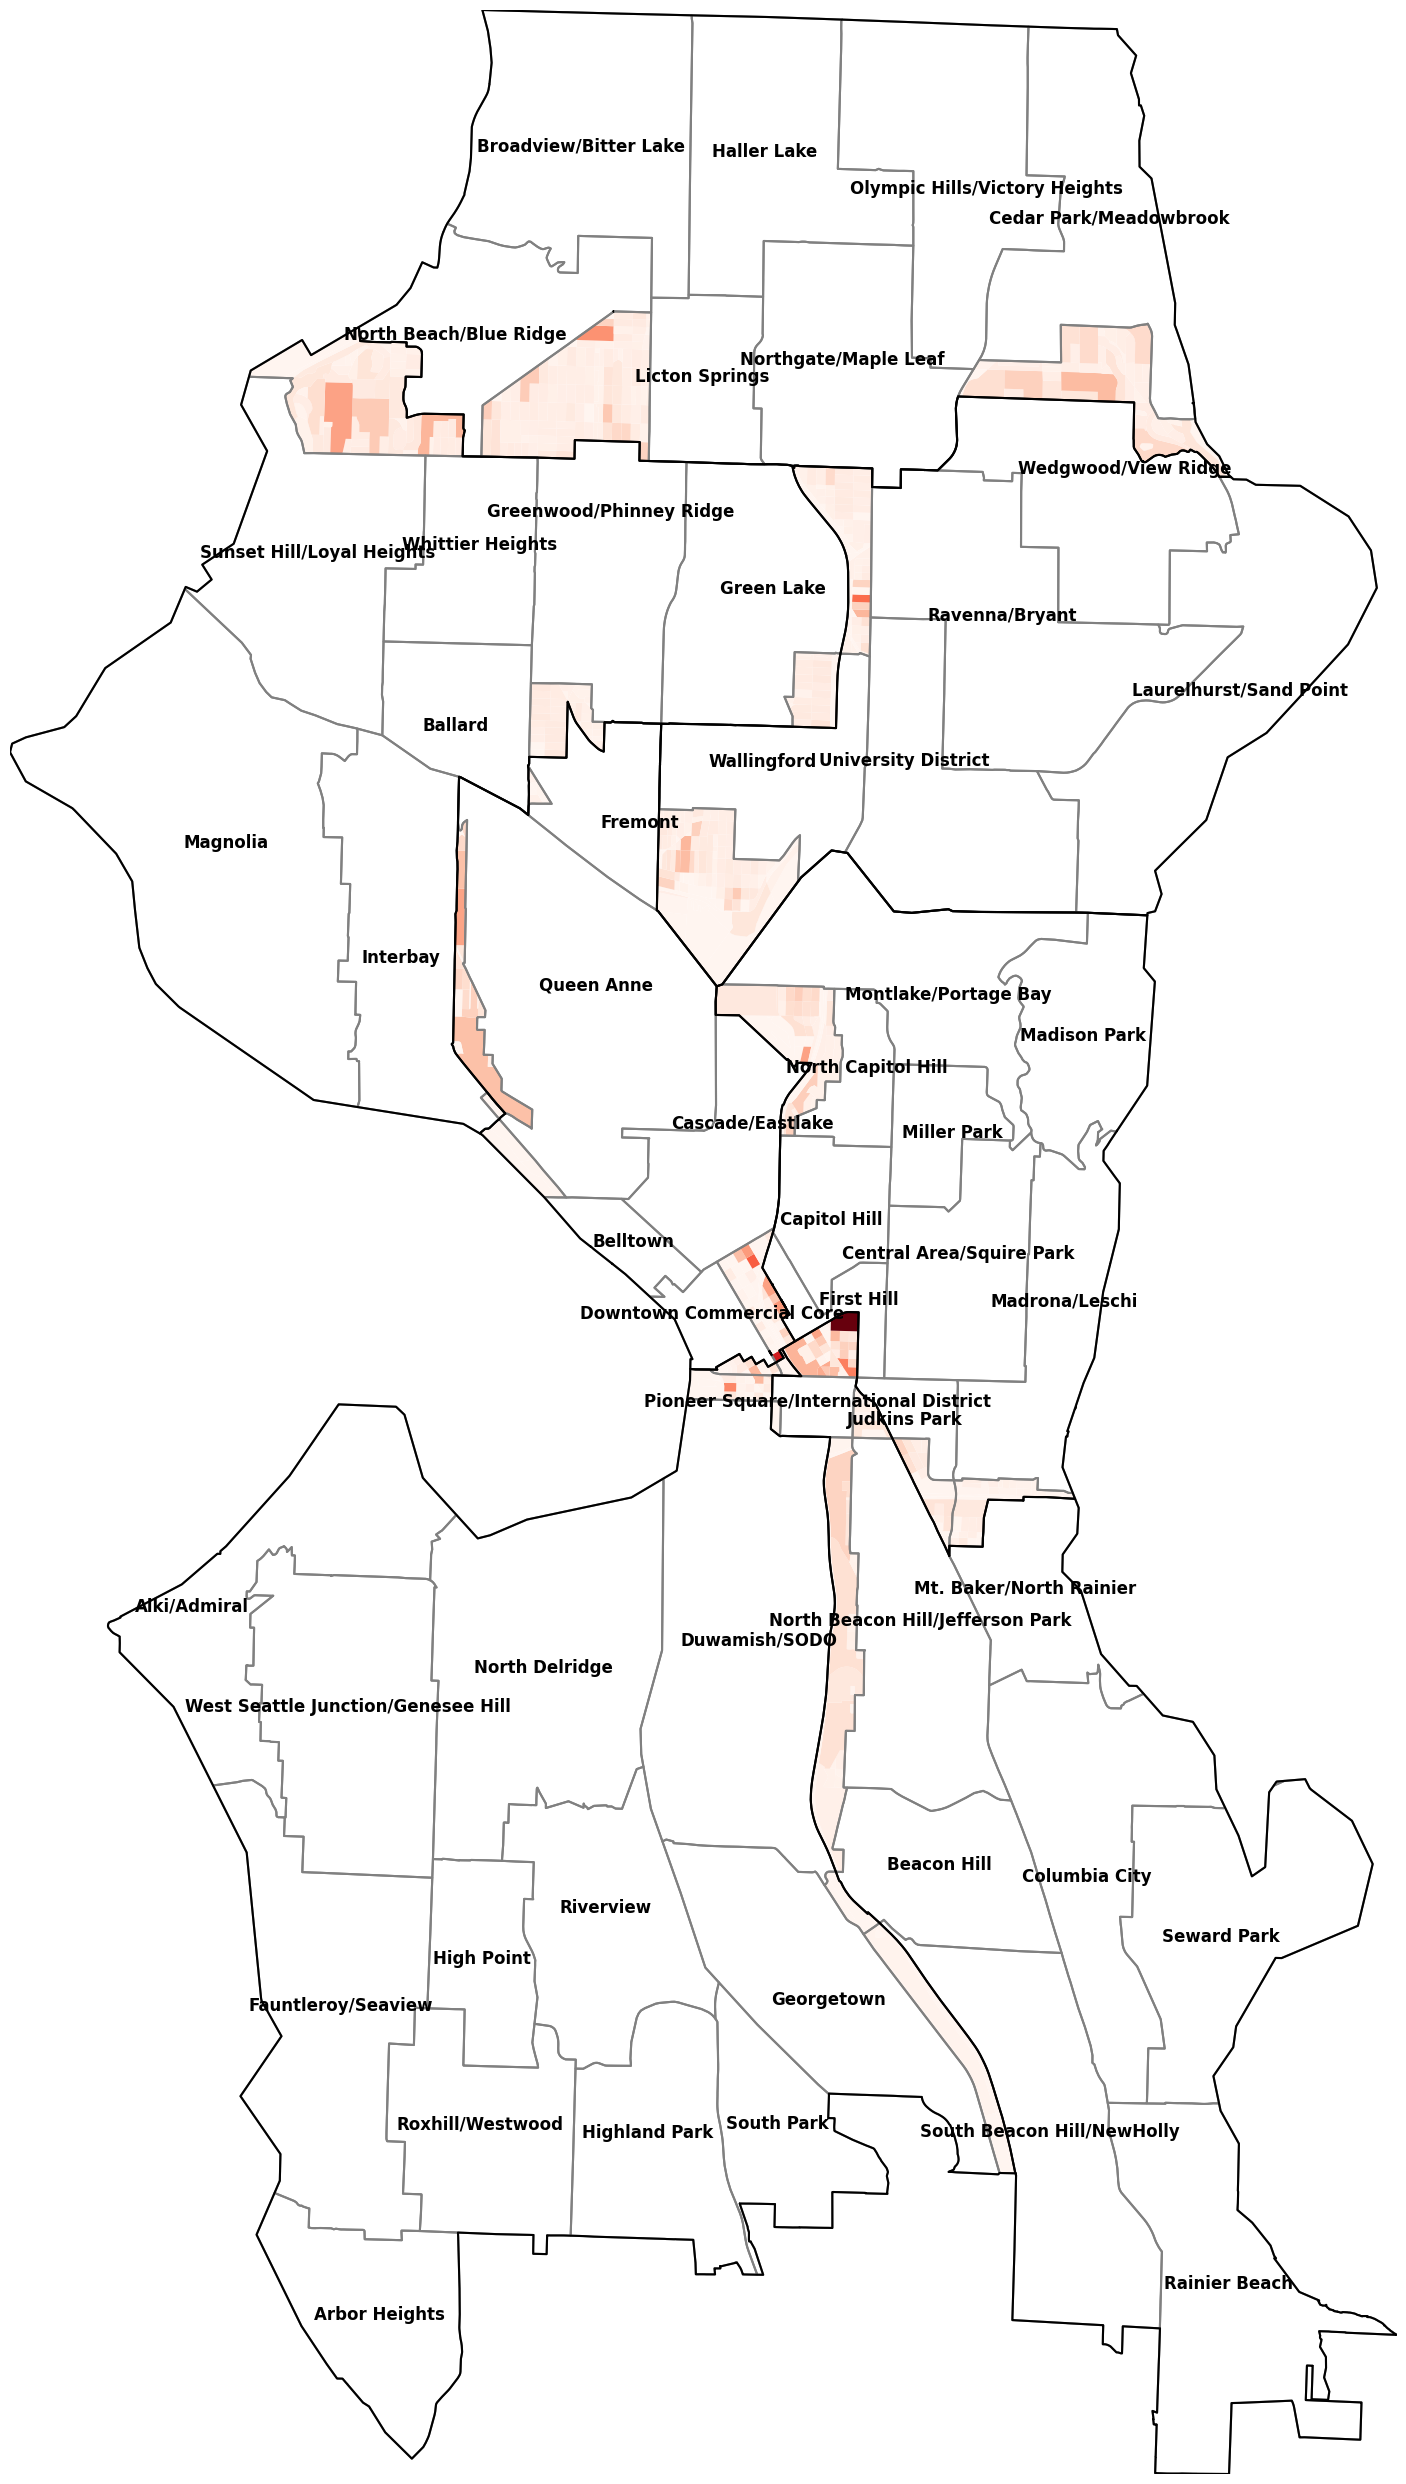 Broadview/Bitter Lake
Haller Lake
Olympic Hills/Victory Heights
Cedar Park/Meadowbrook
North Beach/Blue Ridge
Northgate/Maple Leaf
Licton Springs
Wedgwood/View Ridge
Greenwood/Phinney Ridge
Whittier Heights
Sunset Hill/Loyal Heights
Green Lake
Ravenna/Bryant
Laurelhurst/Sand Point
Ballard
Wallingford
University District
Fremont
Magnolia
Interbay
Queen Anne
Montlake/Portage Bay
Madison Park
North Capitol Hill
Cascade/Eastlake
Miller Park
Capitol Hill
Belltown
Central Area/Squire Park
First Hill
Madrona/Leschi
Downtown Commercial Core
Pioneer Square/International District
Judkins Park
Mt. Baker/North Rainier
Alki/Admiral
North Beacon Hill/Jefferson Park
Duwamish/SODO
North Delridge
West Seattle Junction/Genesee Hill
Beacon Hill
Columbia City
Riverview
Seward Park
High Point
Georgetown
Fauntleroy/Seaview
South Park
Roxhill/Westwood
Highland Park
South Beacon Hill/NewHolly
Rainier Beach
Arbor Heights